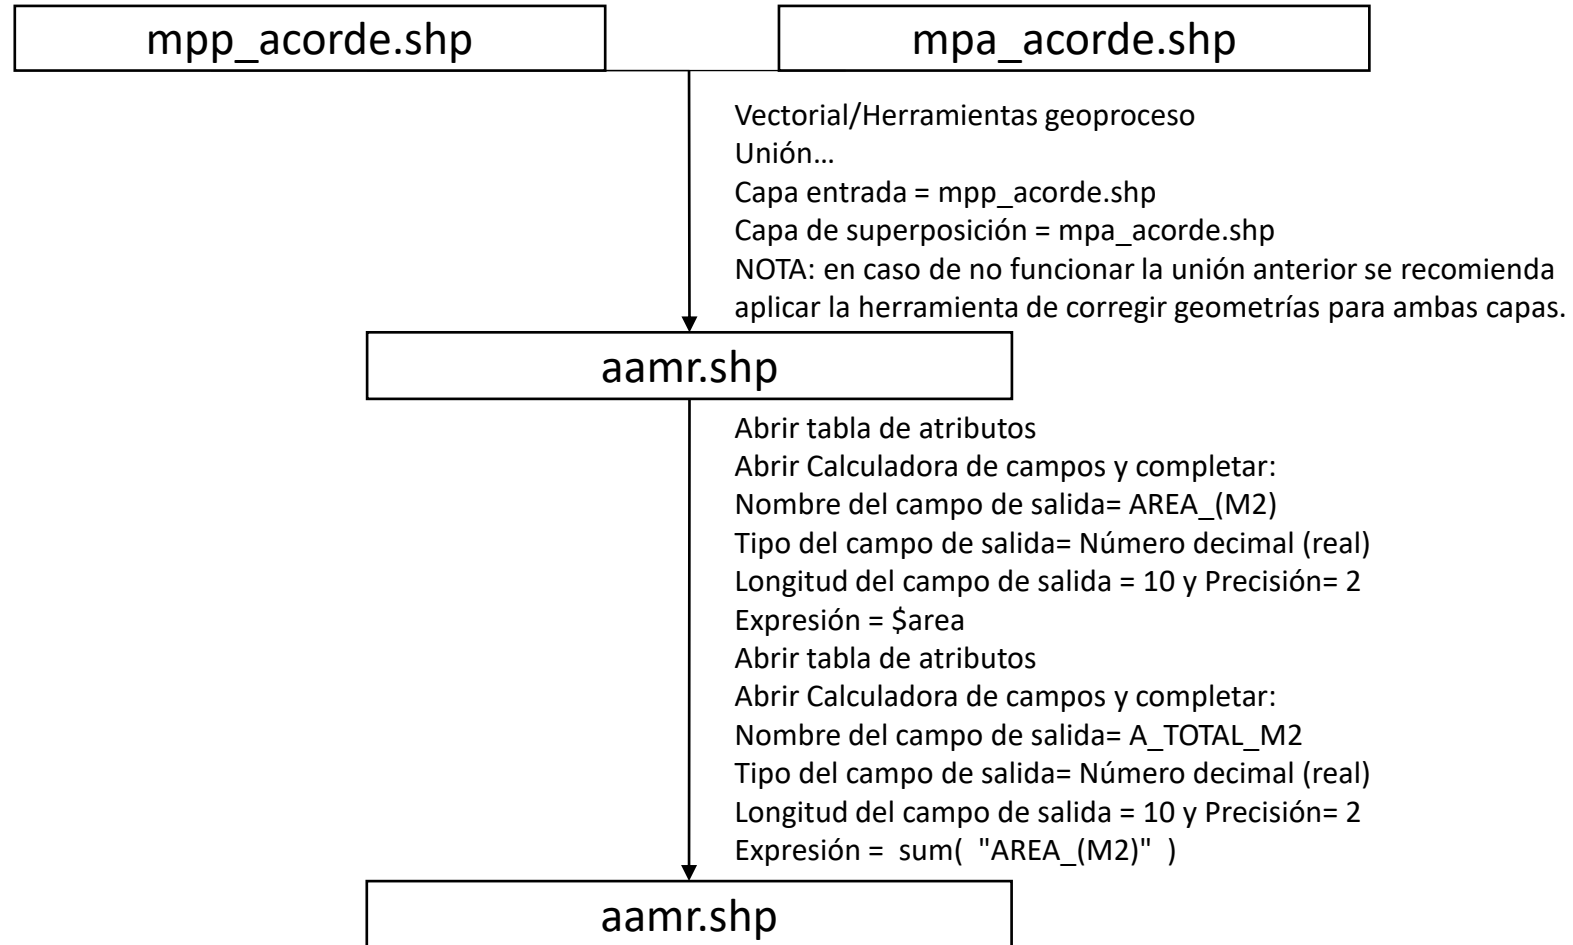 mpp_acorde.shp
mpa_acorde.shp
Vectorial/Herramientas geoproceso
Unión…
Capa entrada = mpp_acorde.shp
Capa de superposición = mpa_acorde.shp
NOTA: en caso de no funcionar la unión anterior se recomienda
aplicar la herramienta de corregir geometrías para ambas capas.
aamr.shp
Abrir tabla de atributos
Abrir Calculadora de campos y completar:
Nombre del campo de salida= AREA_(M2)
Tipo del campo de salida= Número decimal (real)
Longitud del campo de salida = 10 y Precisión= 2
Expresión = $area
Abrir tabla de atributos
Abrir Calculadora de campos y completar:
Nombre del campo de salida= A_TOTAL_M2
Tipo del campo de salida= Número decimal (real)
Longitud del campo de salida = 10 y Precisión= 2
Expresión =  sum(  "AREA_(M2)"  )
aamr.shp